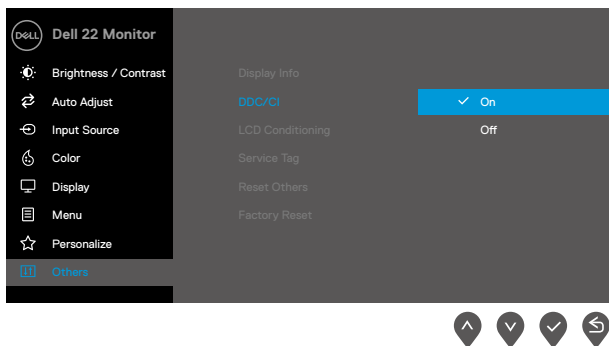 DELL Dell 22 Monitor
Brightness / Contrast
Auto Adjust
Input Source
Color
Display
Menu
Personalize
Others
Display Info
DDC/CI
LCD Conditioning
Service Tag
Reset Others
Factory Reset
On
Off